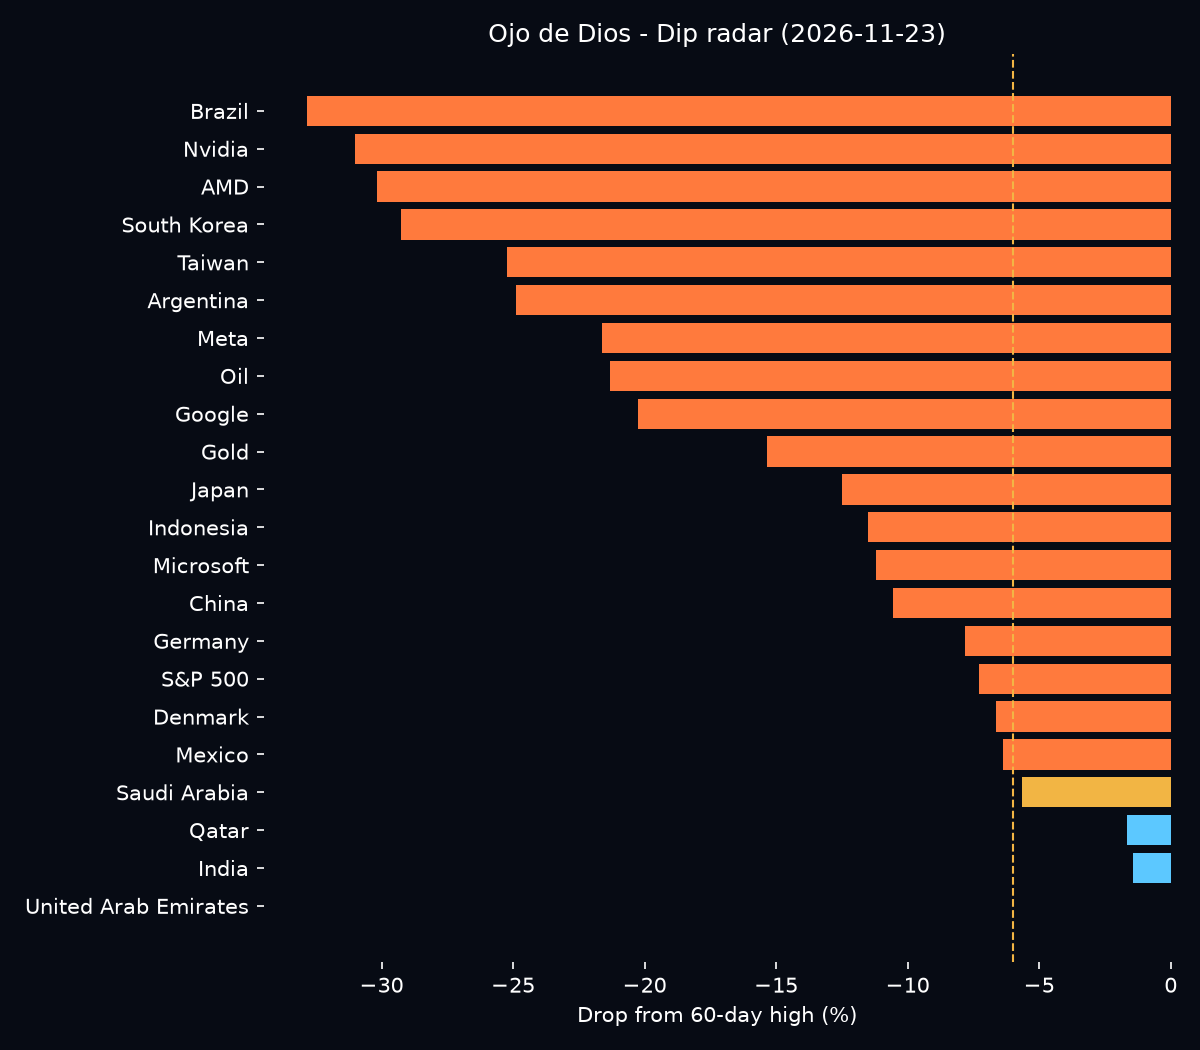 Ojo de Dios - Dip radar (2026-11-23)
Brazil
Nvidia
AMD
South Korea
Taiwan
Argentina
Meta
Oil
Google
Gold
Japan
Indonesia
Microsoft
China
Germany
S&P 500
Denmark
Mexico
Saudi Arabia
Qatar
India
United Arab Emirates
−30 −25 −20 −15 −10 −5 0
Drop from 60-day high (%)